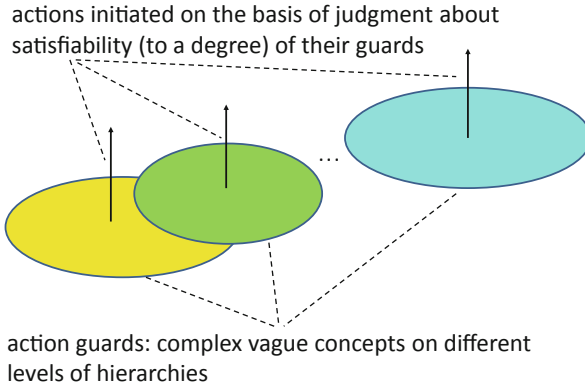 actions initiated on the basis of judgment about
satisfiability (to a degree) of their guards
...
action guards: complex vague concepts on different
levels of hierarchies